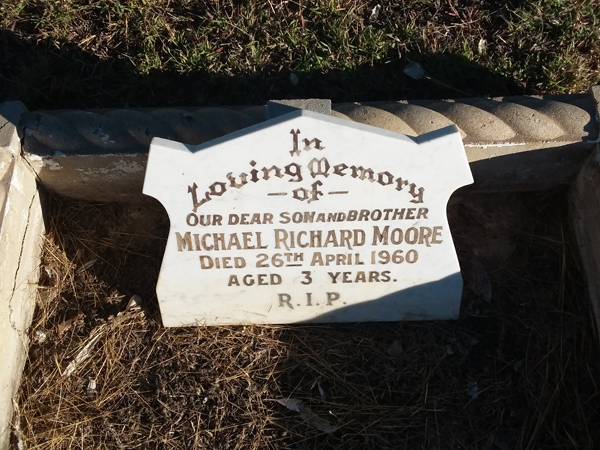 In
Loving Memory
of
OUR DEAR SON AND BROTHER
MICHAEL RICHARD MOORE
DIED 26TH APRIL 1960
AGED 3 YEARS.
R.I.P.